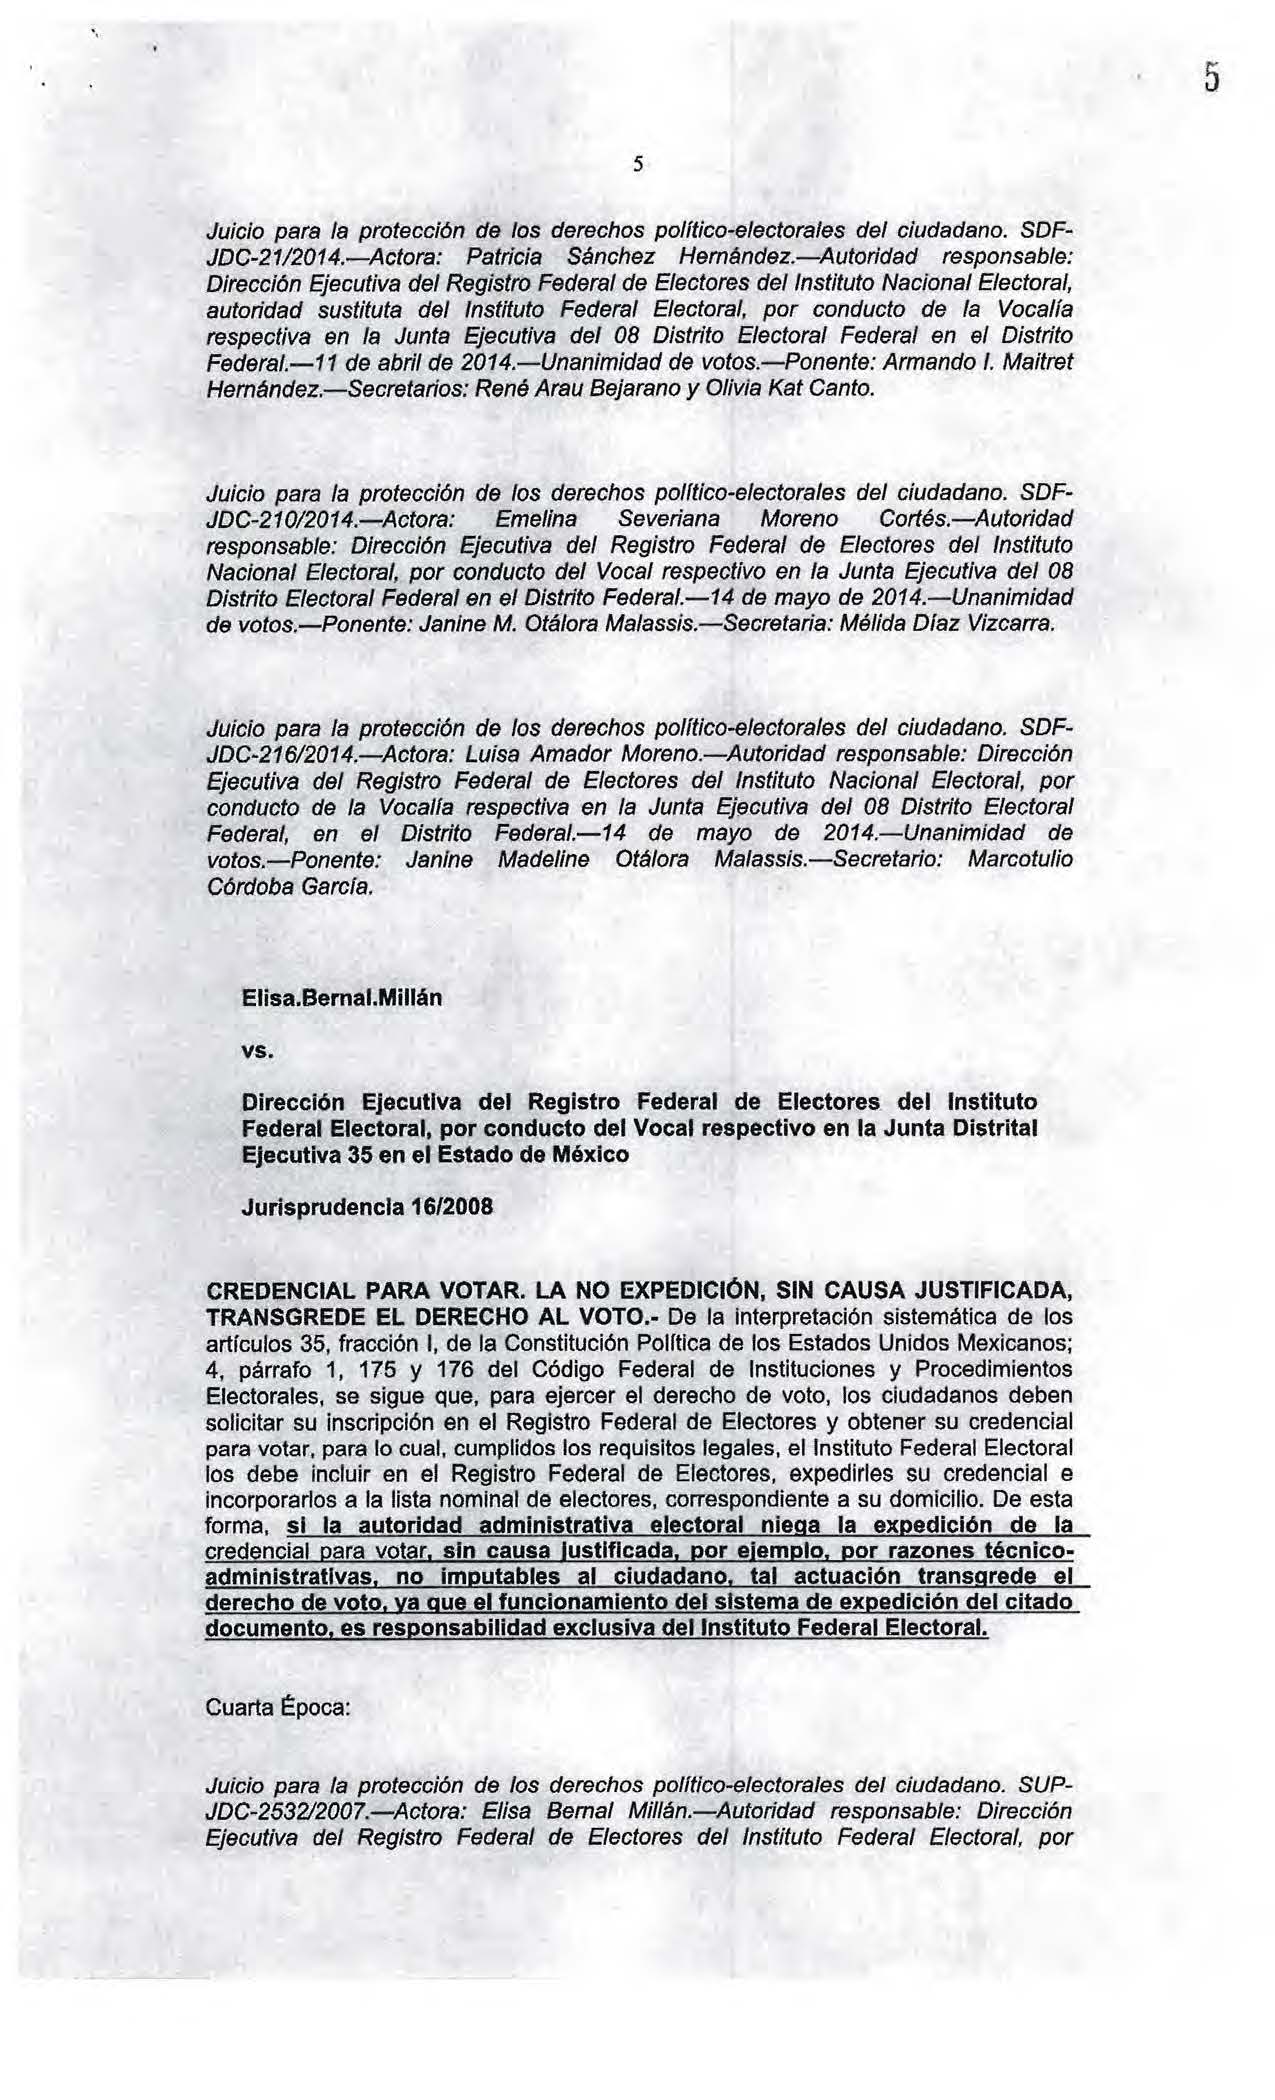 5
5
Juicio para la protección de los derechos político-electorales del ciudadano. SDF-
JDC-21/2014.—Actora: Patricia Sánchez Hernández.—Autoridad responsable:
Dirección Ejecutiva del Registro Federal de Electores del Instituto Nacional Electoral,
autoridad sustituta del Instituto Federal Electoral, por conducto de la Vocalía
respectiva en la Junta Ejecutiva del 08 Distrito Electoral Federal en el Distrito
Federal.—11 de abril de 2014.—Unanimidad de votos.—Ponente: Armando I. Maitret
Hernández.—Secretarios: René Arau Bejarano y Olivia Kat Canto.
Juicio para la protección de los derechos político-electorales del ciudadano. SDF-
JDC-210/2014.—Actora: Emelina Severiana Moreno Cortés.—Autoridad
responsable: Dirección Ejecutiva del Registro Federal de Electores del Instituto
Nacional Electoral, por conducto del Vocal respectivo en la Junta Ejecutiva del 08
Distrito Electoral Federal en el Distrito Federal.—14 de mayo de 2014.—Unanimidad
de votos.—Ponente: Janine M. Otálora Malassis.—Secretaria: Mélida Díaz Vizcarra.
Juicio para la protección de los derechos político-electorales del ciudadano. SDF-
JDC-216/2014.—Actora: Luisa Amador Moreno.—Autoridad responsable: Dirección
Ejecutiva del Registro Federal de Electores del Instituto Nacional Electoral, por
conducto de la Vocalía respectiva en la Junta Ejecutiva del 08 Distrito Electoral
Federal, en el Distrito Federal.—14 de mayo de 2014.—Unanimidad de
votos.—Ponente: Janine Madeline Otálora Malassis.—Secretario: Marcotulio
Córdoba García.
Elisa.Bernal.Millán
vs.
Dirección Ejecutiva del Registro Federal de Electores del Instituto
Federal Electoral, por conducto del Vocal respectivo en la Junta Distrital
Ejecutiva 35 en el Estado de México
Jurisprudencia 16/2008
CREDENCIAL PARA VOTAR. LA NO EXPEDICIÓN, SIN CAUSA JUSTIFICADA,
TRANSGREDE EL DERECHO AL VOTO.- De la interpretación sistemática de los
artículos 35, fracción I, de la Constitución Política de los Estados Unidos Mexicanos;
4, párrafo 1, 175 y 176 del Código Federal de Instituciones y Procedimientos
Electorales, se sigue que, para ejercer el derecho de voto, los ciudadanos deben
solicitar su inscripción en el Registro Federal de Electores y obtener su credencial
para votar, para lo cual, cumplidos los requisitos legales, el Instituto Federal Electoral
los debe incluir en el Registro Federal de Electores, expedirles su credencial e
incorporarlos a la lista nominal de electores, correspondiente a su domicilio. De esta
forma, si la autoridad administrativa electoral niega la expedición de la
credencial para votar, sin causa justificada, por ejemplo, por razones técnico-
administrativas, no imputables al ciudadano, tal actuación transgrede el
derecho de voto, ya que el funcionamiento del sistema de expedición del citado
documento, es responsabilidad exclusiva del Instituto Federal Electoral.
Cuarta Época:
Juicio para la protección de los derechos político-electorales del ciudadano. SUP-
JDC-2532/2007.—Actora: Elisa Bernal Millán.—Autoridad responsable: Dirección
Ejecutiva del Registro Federal de Electores del Instituto Federal Electoral, por